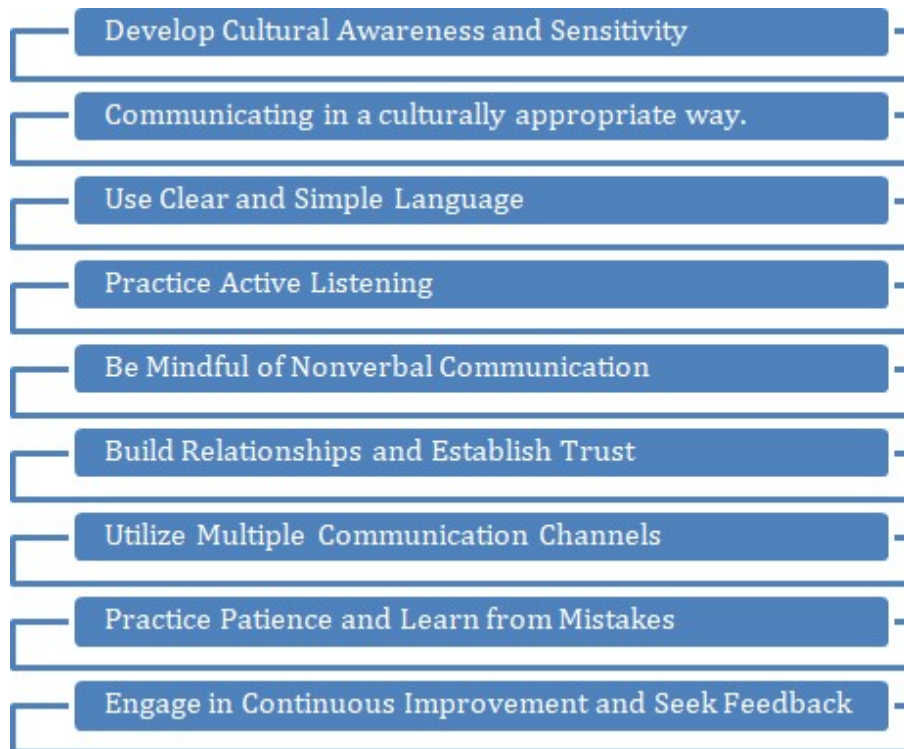 Develop Cultural Awareness and Sensitivity
Communicating in a culturally appropriate way.
Use Clear and Simple Language
Practice Active Listening
Be Mindful of Nonverbal Communication
Build Relationships and Establish Trust
Utilize Multiple Communication Channels
Practice Patience and Learn from Mistakes
Engage in Continuous Improvement and Seek Feedback